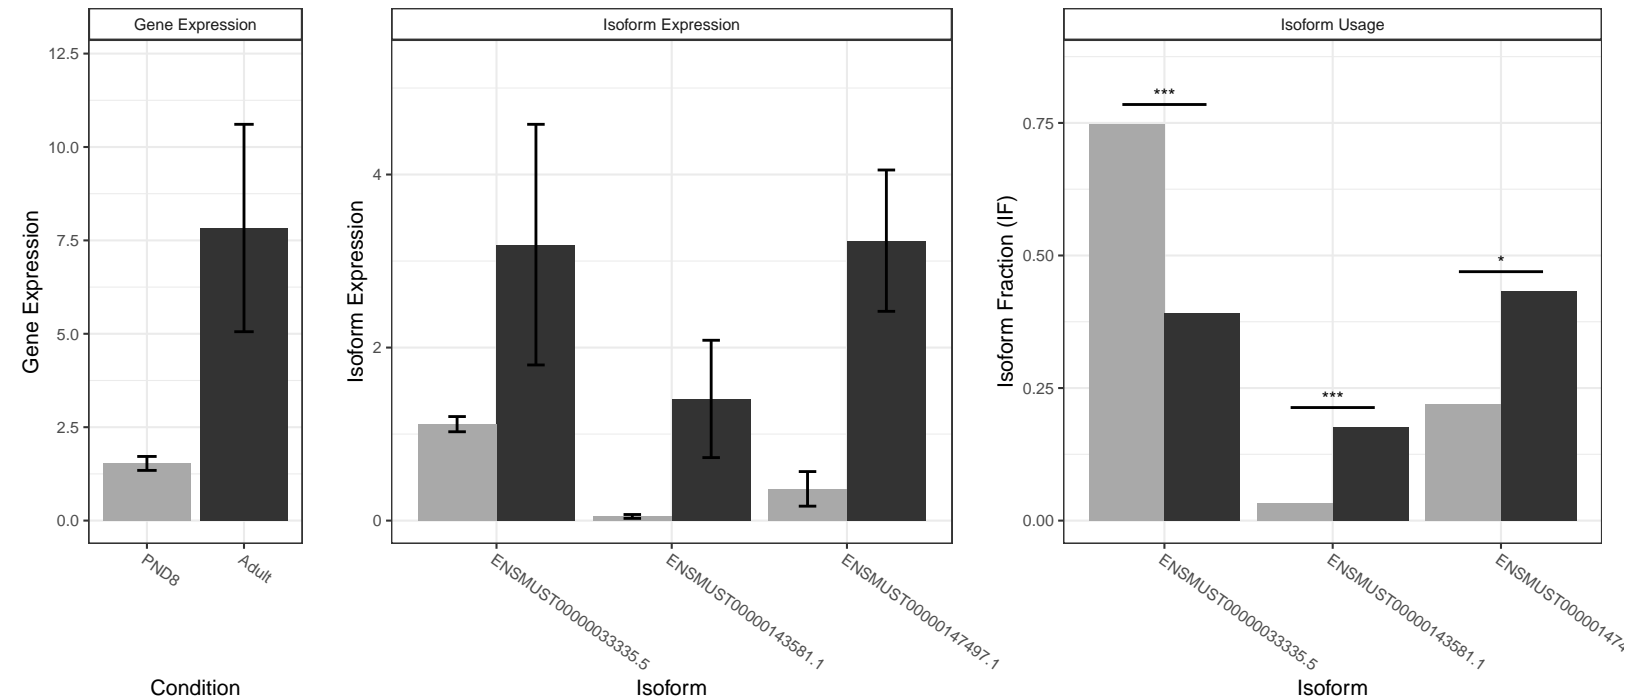 Gene Expression
Isoform Expression
Isoform Usage
Gene Expression
12.5
10.0
7.5
5.0
2.5
0.0
PND8
Adult
Condition
Isoform Expression
4
2
0
ENSMUST00000033335.5
ENSMUST00000143581.1
ENSMUST00000147497.1
Isoform
Isoform Fraction (IF)
0.75
0.50
0.25
0.00
***
***
*
ENSMUST00000033335.5
ENSMUST00000143581.1
ENSMUST000001474
Isoform